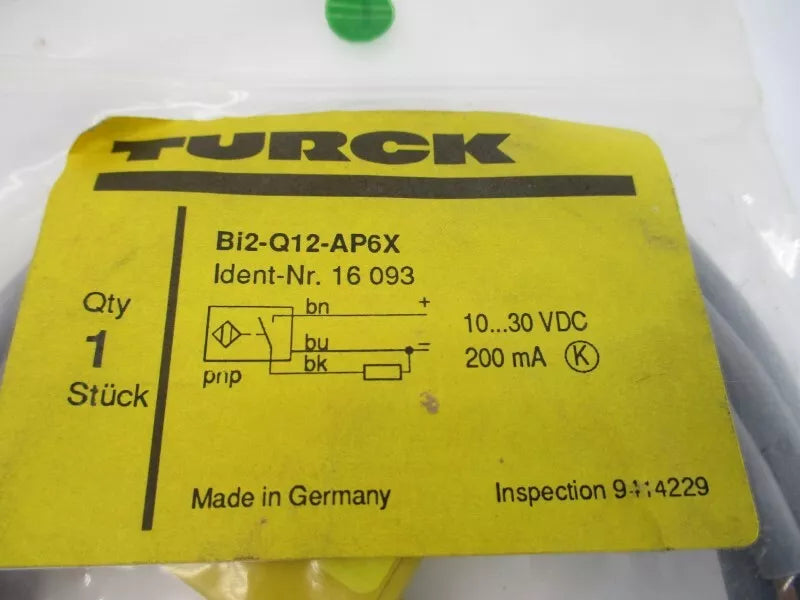 TURCK
Bi2-Q12-AP6X
Ident-Nr. 16 093
Qty
1
Stück
bn +
bu
bk
pnp
10...30 VDC
200 mA K
Made in Germany
Inspection 9414229